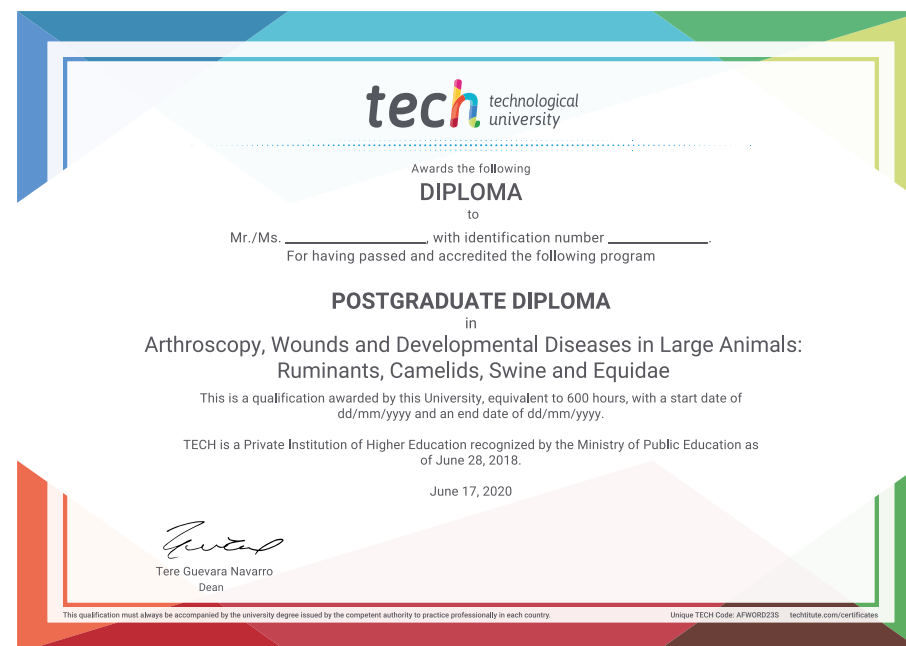 tech technological
university
Awards the following
DIPLOMA
to
Mr./Ms. ____________, with identification number ____________.
For having passed and accredited the following program
POSTGRADUATE DIPLOMA
in
Arthroscopy, Wounds and Developmental Diseases in Large Animals:
Ruminants, Camelids, Swine and Equidae
This is a qualification awarded by this University, equivalent to 600 hours, with a start date of
dd/mm/yyyy and an end date of dd/mm/yyyy.
TECH is a Private Institution of Higher Education recognized by the Ministry of Public Education as
of June 28, 2018.
June 17, 2020
Tere Guevara Navarro
Dean
This qualification must always be accompanied by the university degree issued by the competent authority to practice professionally in each country. Unique TECH Code: AFWORD23S techtitute.com/certificates